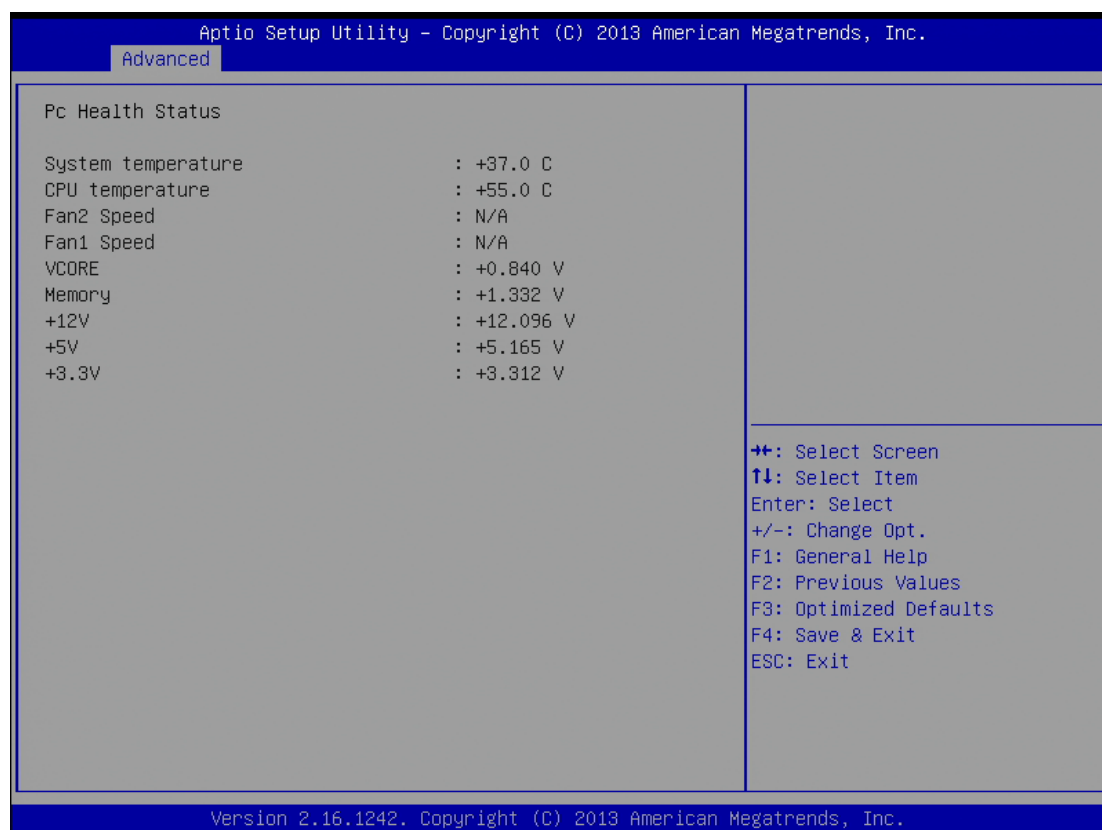 Aptio Setup Utility – Copyright (C) 2013 American Megatrends, Inc.
Advanced
Pc Health Status
System temperature : +37.0 C
CPU temperature : +55.0 C
Fan2 Speed : N/A
Fan1 Speed : N/A
VCORE : +0.840 V
Memory : +1.332 V
+12V : +12.096 V
+5V : +5.165 V
+3.3V : +3.312 V
→←: Select Screen
↑↓: Select Item
Enter: Select
+/-: Change Opt.
F1: General Help
F2: Previous Values
F3: Optimized Defaults
F4: Save & Exit
ESC: Exit
Version 2.16.1242. Copyright (C) 2013 American Megatrends, Inc.